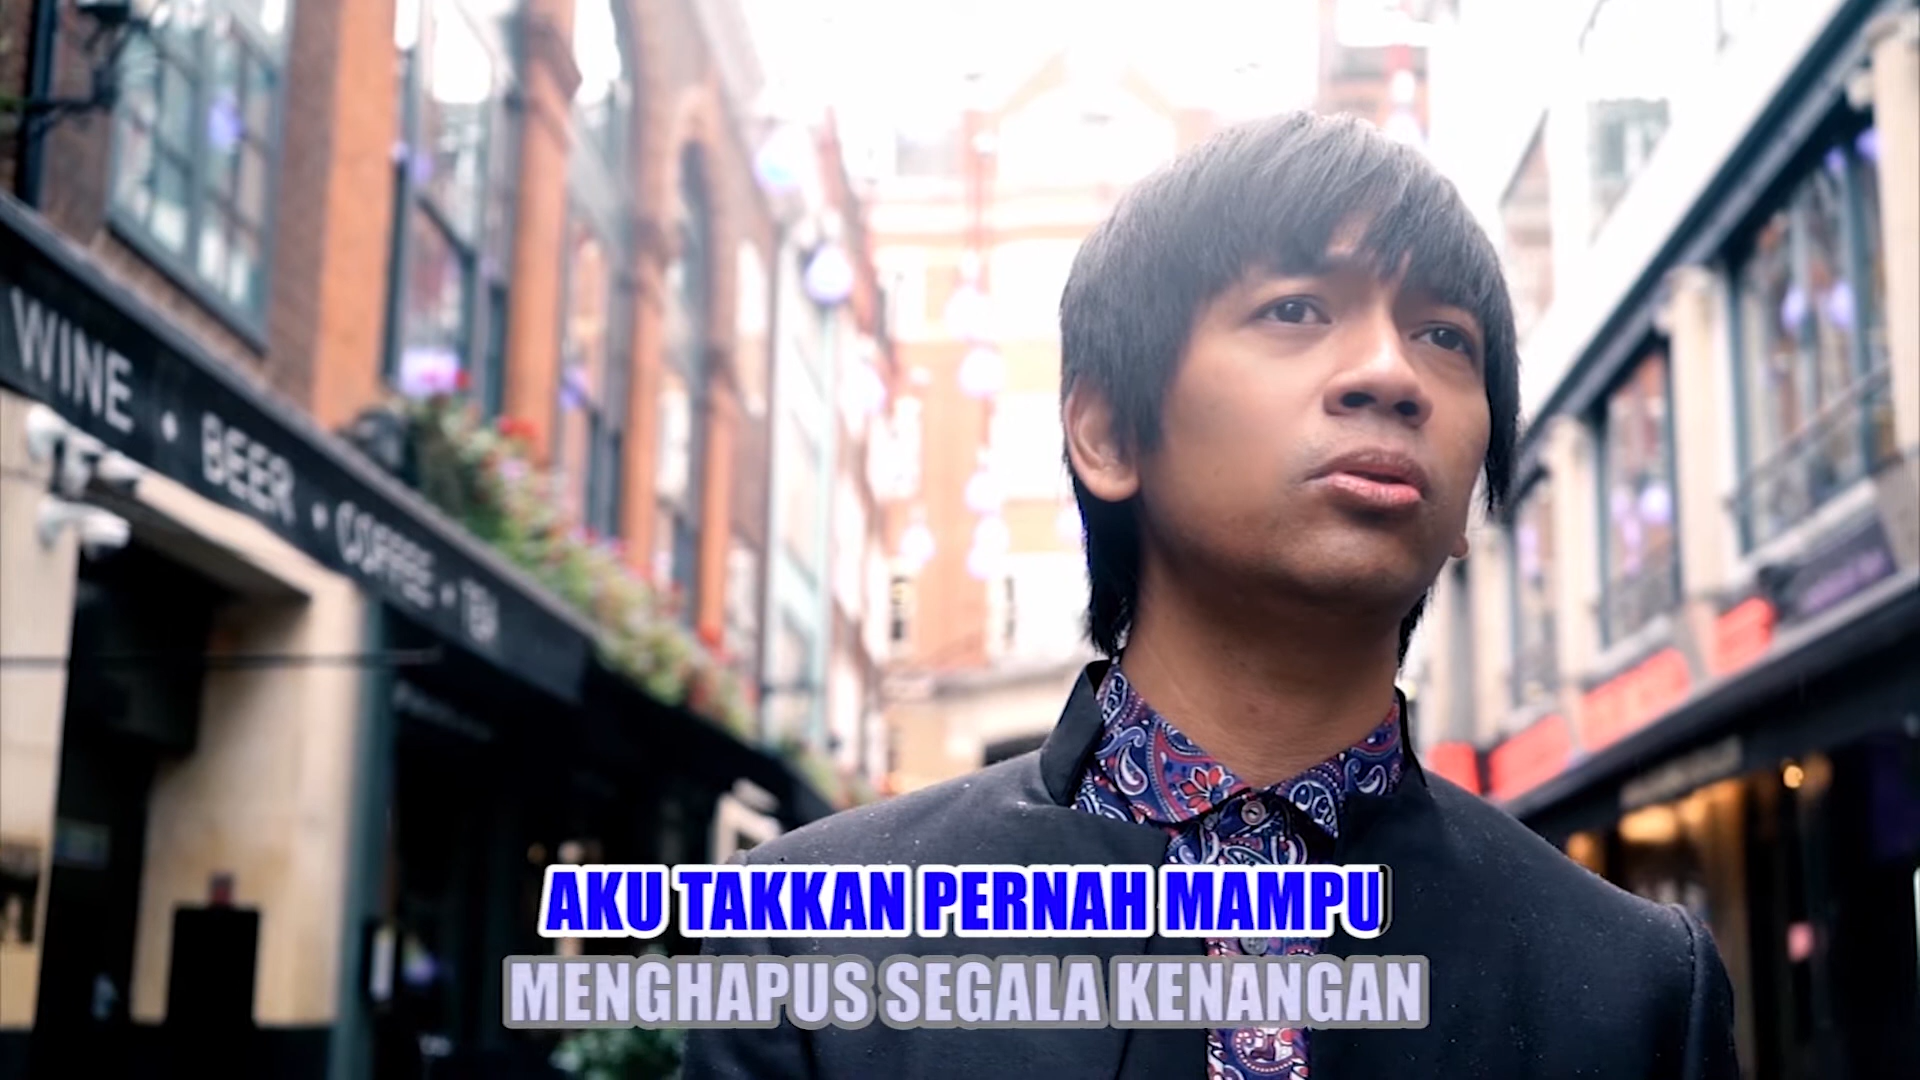 WINE • BEER • COFFEE • TEA
AKU TAKKAN PERNAH MAMPU
MENGHAPUS SEGALA KENANGAN